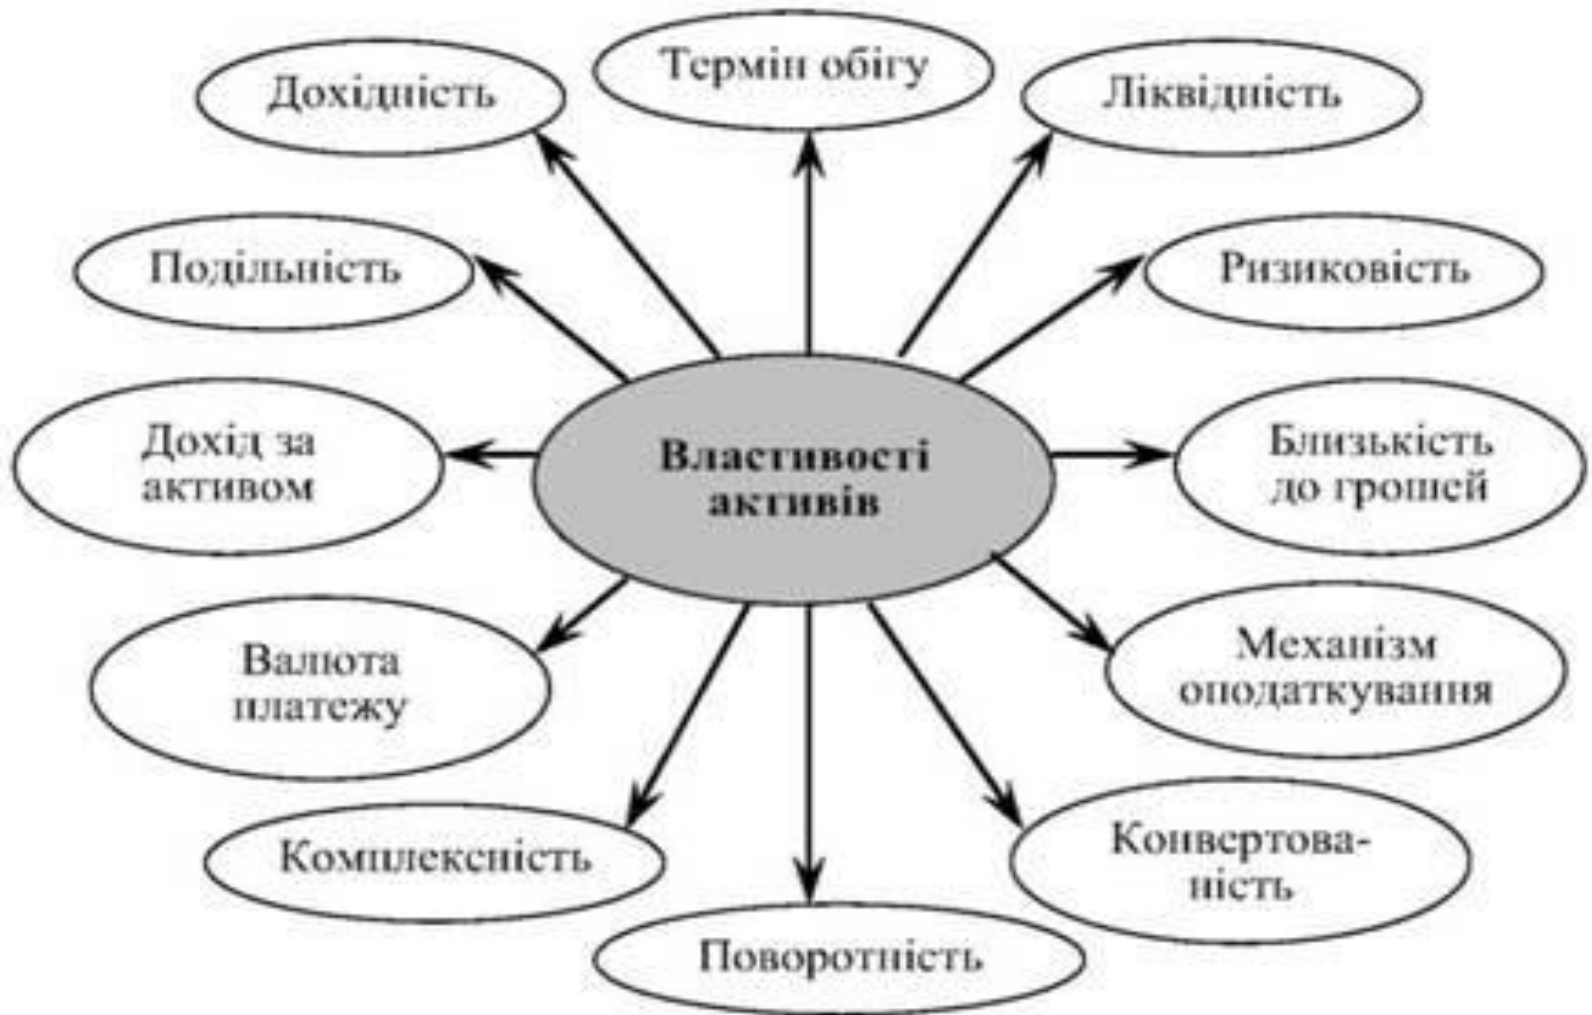 Термін обігу
Дохідність
Ліквідність
Подільність
Ризиковість
Дохід за
активом
Властивості
активів
Близькість
до грошей
Валюта
платежу
Механізм
оподаткування
Комплексність
Конвертова-
ність
Поворотність